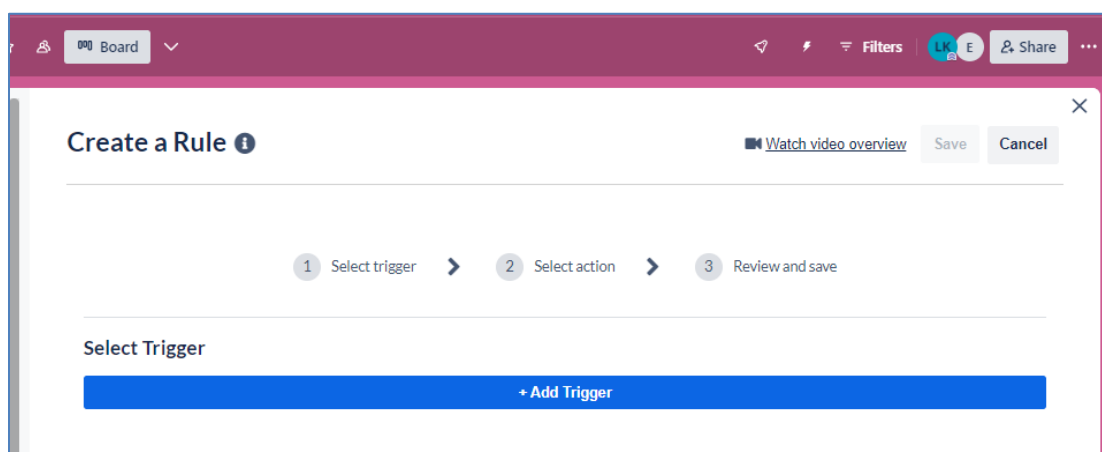 Board
Filters
LK
E
Share
Create a Rule
Watch video overview
Save
Cancel
1 Select trigger
2 Select action
3 Review and save
Select Trigger
+ Add Trigger